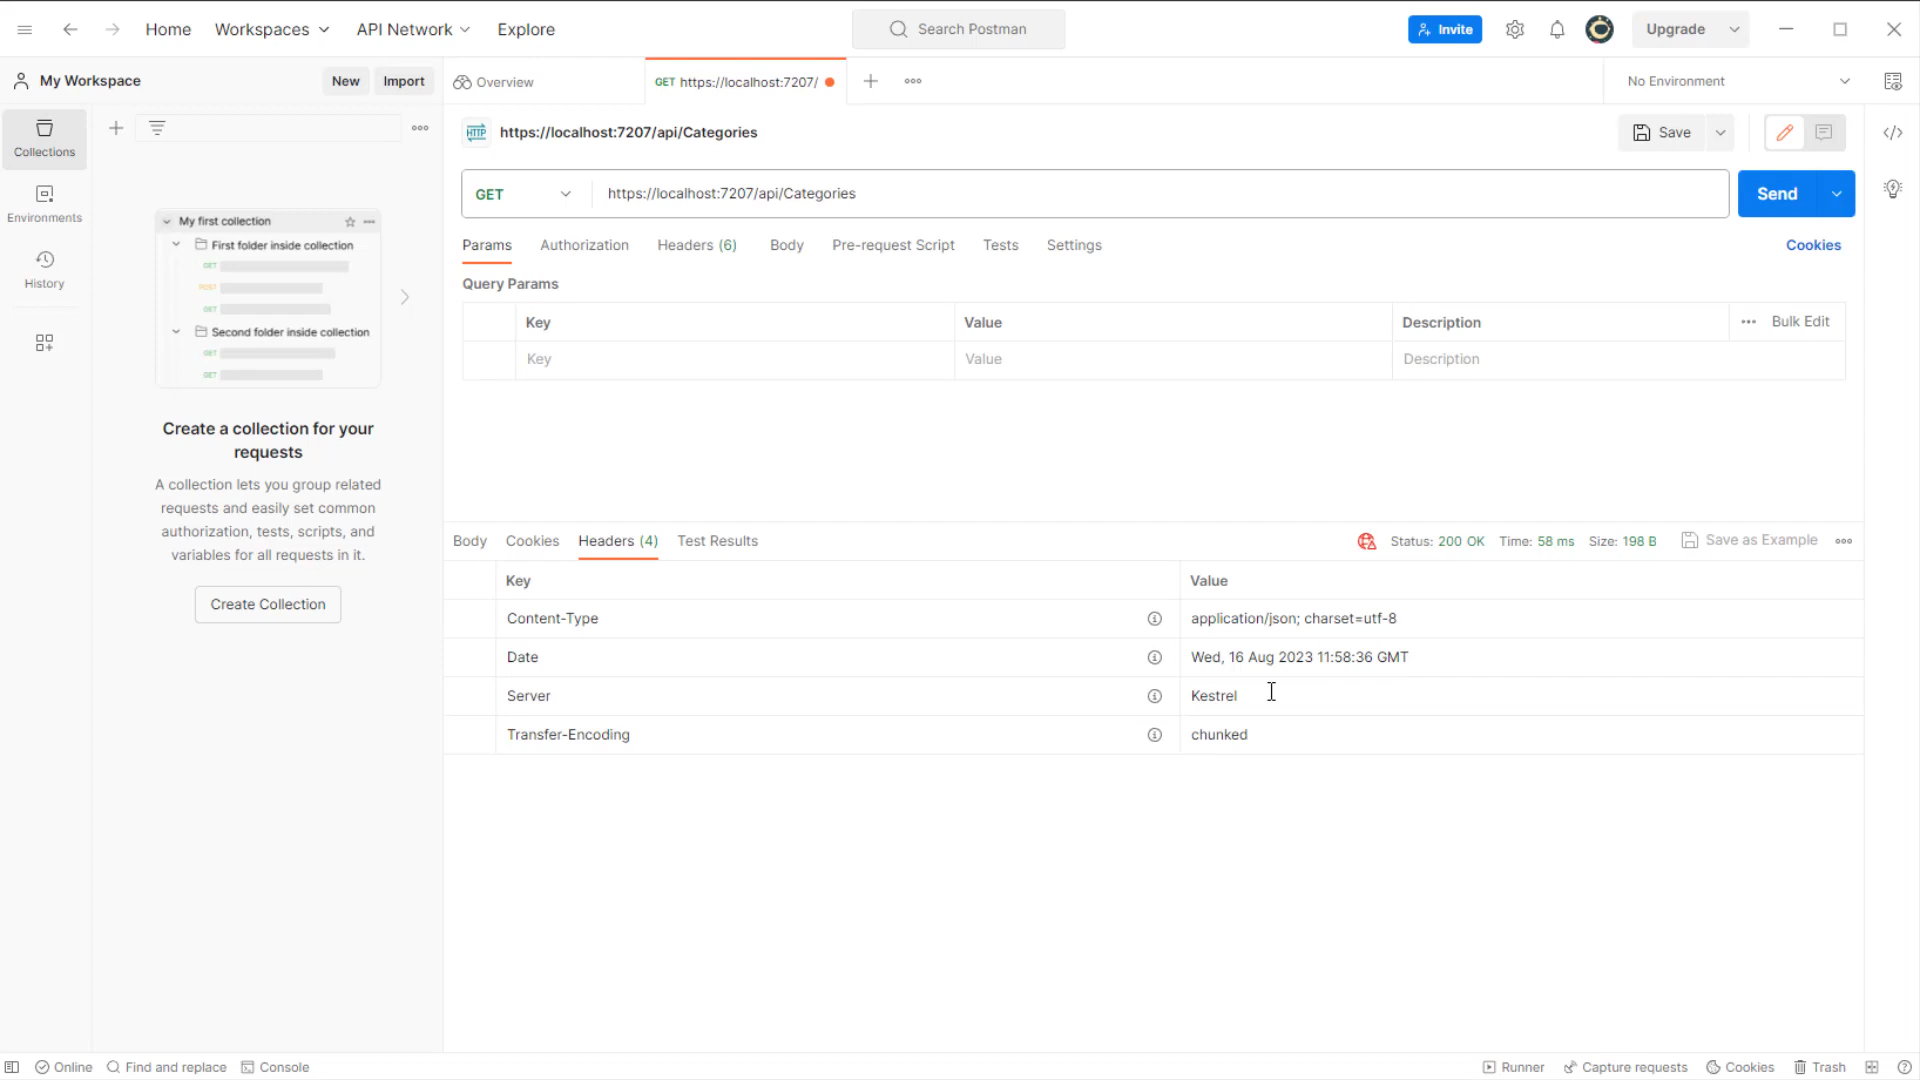 Home
Workspaces
API Network
Explore
Search Postman
Invite
Upgrade
My Workspace
New
Import
Overview
GET https://localhost:7207/
No Environment
Collections
Environments
History
My first collection
First folder inside collection
GET
POST
GET
Second folder inside collection
GET
GET
Create a collection for your
requests
A collection lets you group related
requests and easily set common
authorization, tests, scripts, and
variables for all requests in it.
Create Collection
HTTP
https://localhost:7207/api/Categories
Save
GET
https://localhost:7207/api/Categories
Send
Params
Authorization
Headers (6)
Body
Pre-request Script
Tests
Settings
Cookies
Query Params
Key
Value
Description
Bulk Edit
Key
Value
Description
Body
Cookies
Headers (4)
Test Results
Status: 200 OK
Time: 58 ms
Size: 198 B
Save as Example
Key
Value
Content-Type
application/json; charset=utf-8
Date
Wed, 16 Aug 2023 11:58:36 GMT
Server
Kestrel
Transfer-Encoding
chunked
Online
Find and replace
Console
Runner
Capture requests
Cookies
Trash